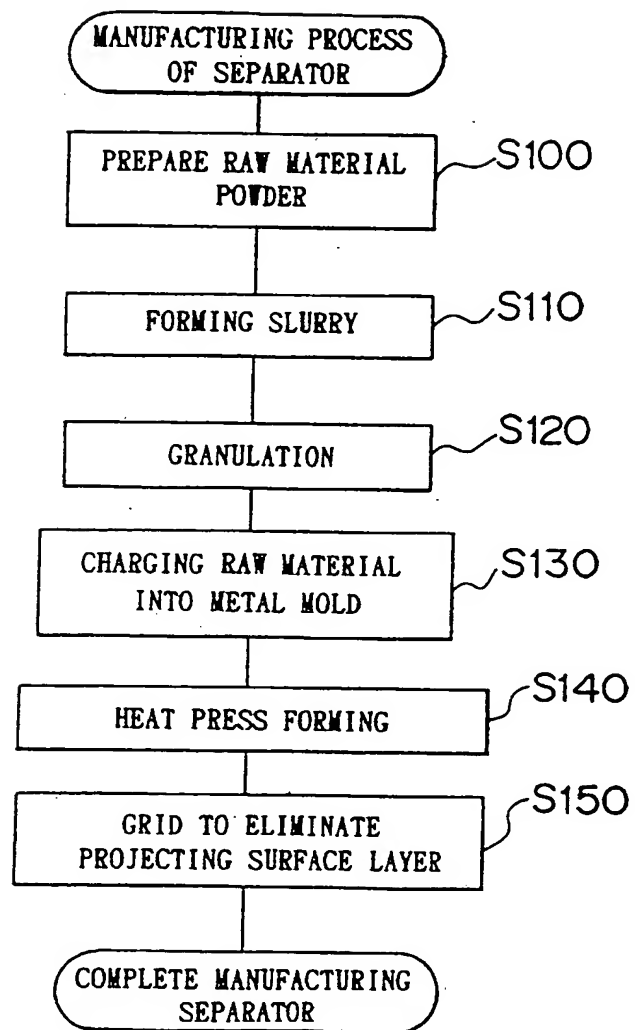 MANUFACTURING PROCESS
OF SEPARATOR
PREPARE RAW MATERIAL
POWDER
S100
FORMING SLURRY
S110
GRANULATION
S120
CHARGING RAW MATERIAL
INTO METAL MOLD
S130
HEAT PRESS FORMING
S140
GRID TO ELIMINATE
PROJECTING SURFACE LAYER
S150
COMPLETE MANUFACTURING
SEPARATOR